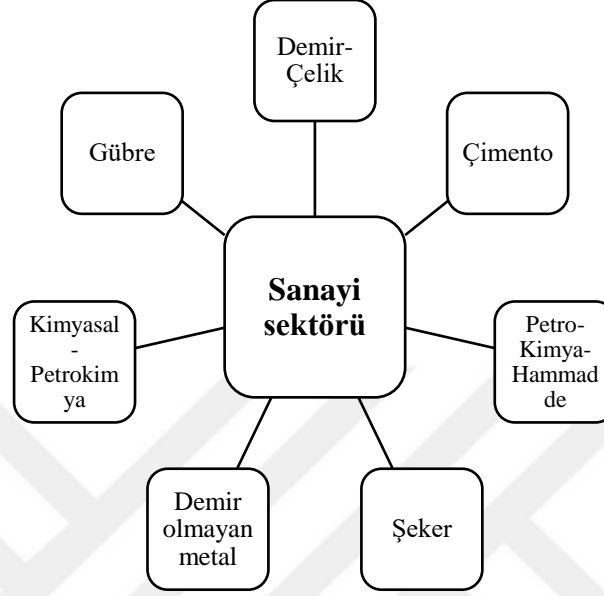 Demir-
Çelik
Gübre
Çimento
Sanayi
sektörü
Kimyasal
-
Petrokim
ya
Petro-
Kimya-
Hammad
de
Demir
olmayan
metal
Şeker